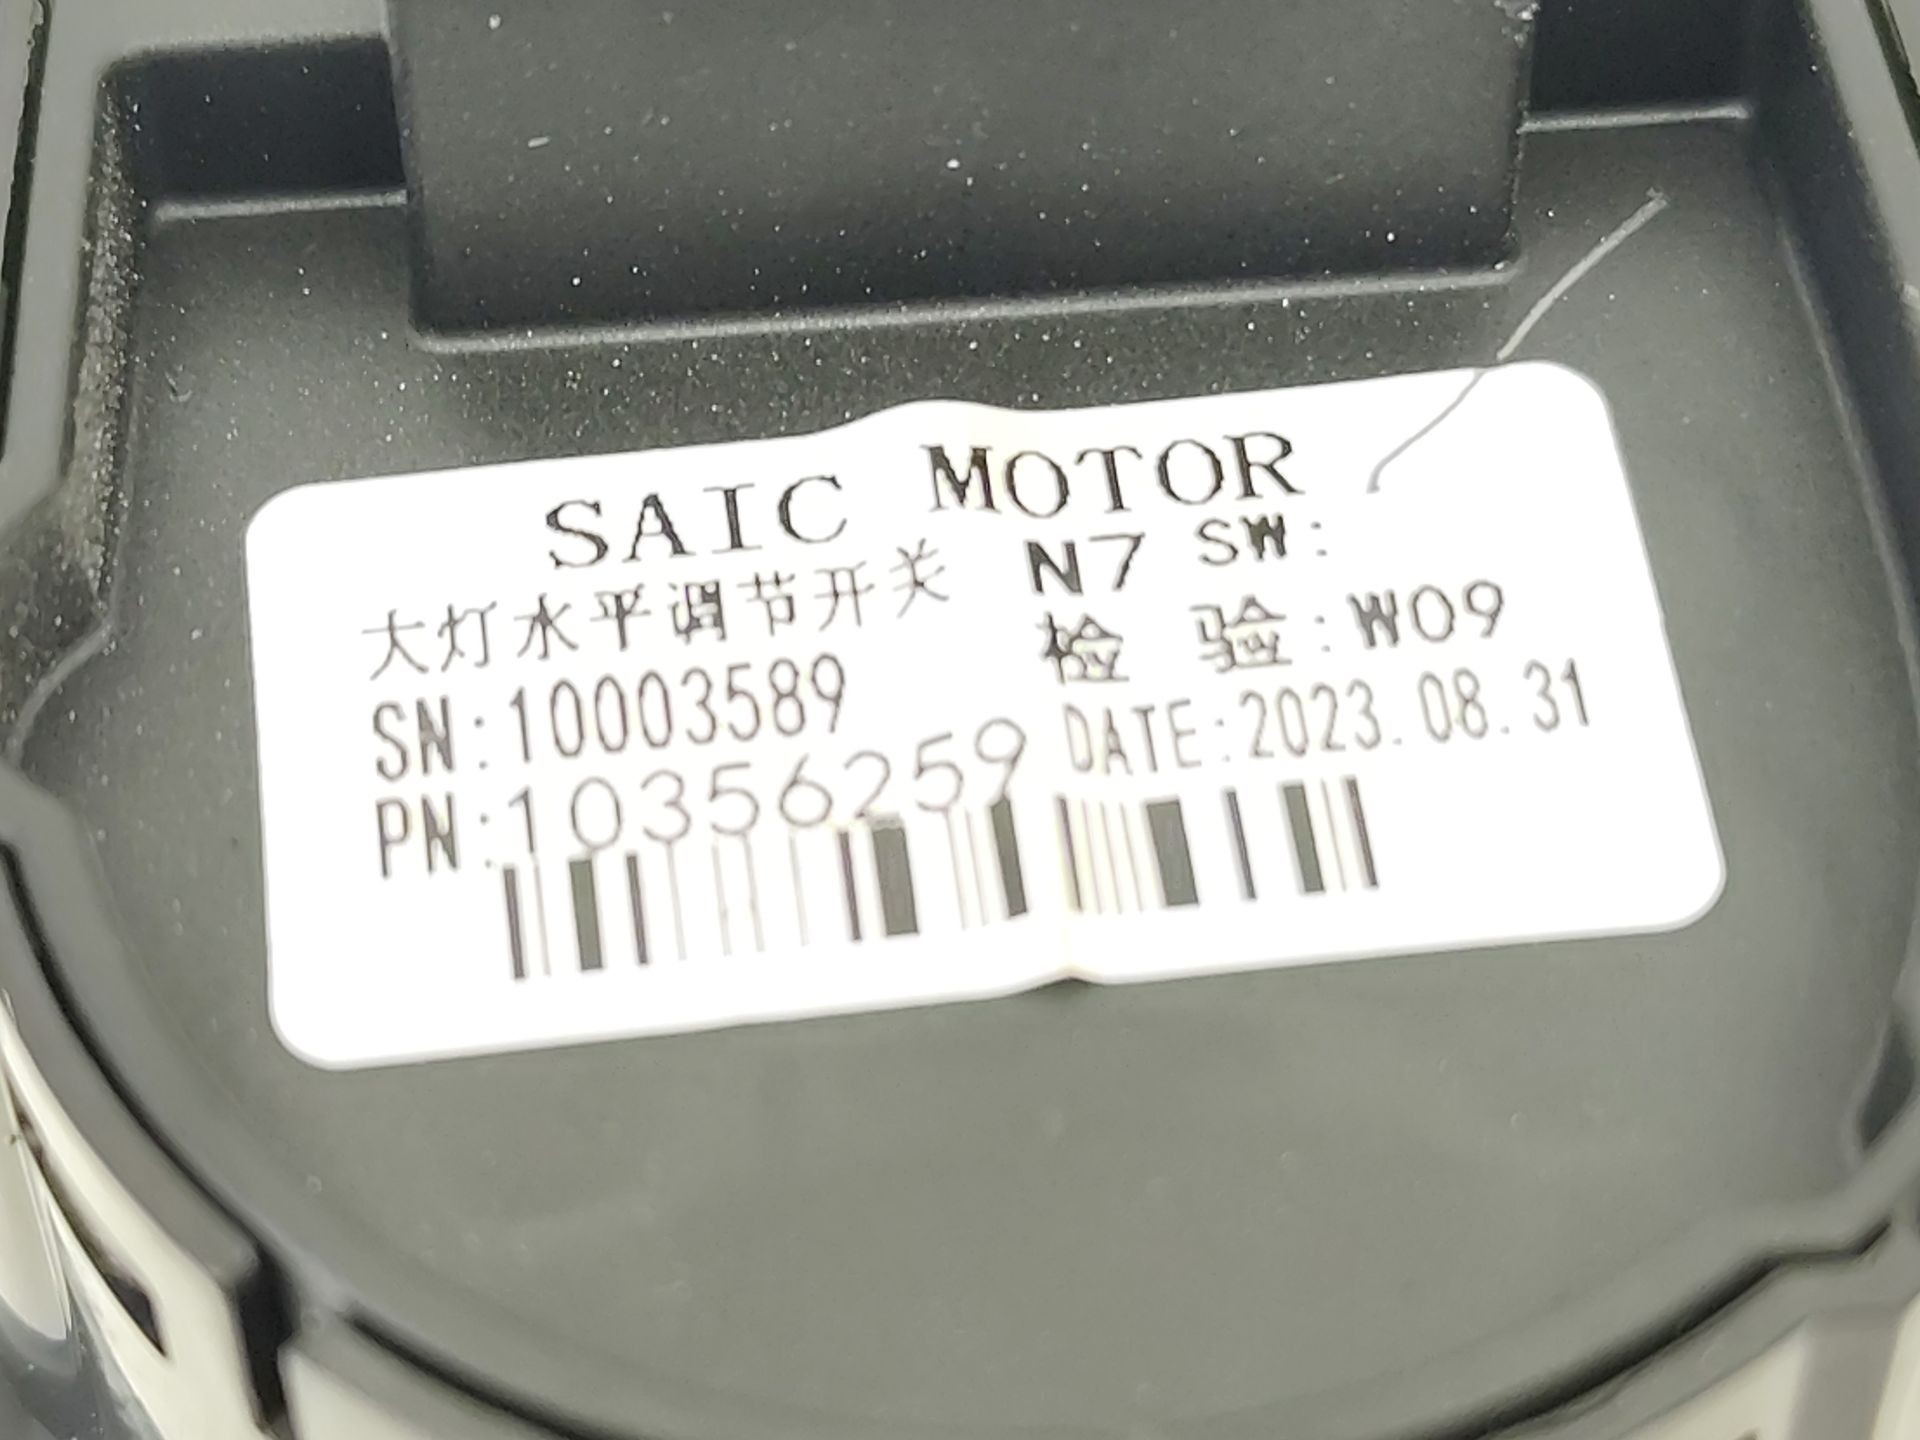 SAIC MOTOR
大灯水平调节开关 N7 SW:
SN:10003589 检 验:W09
PN:10356259 DATE:2023.08.31